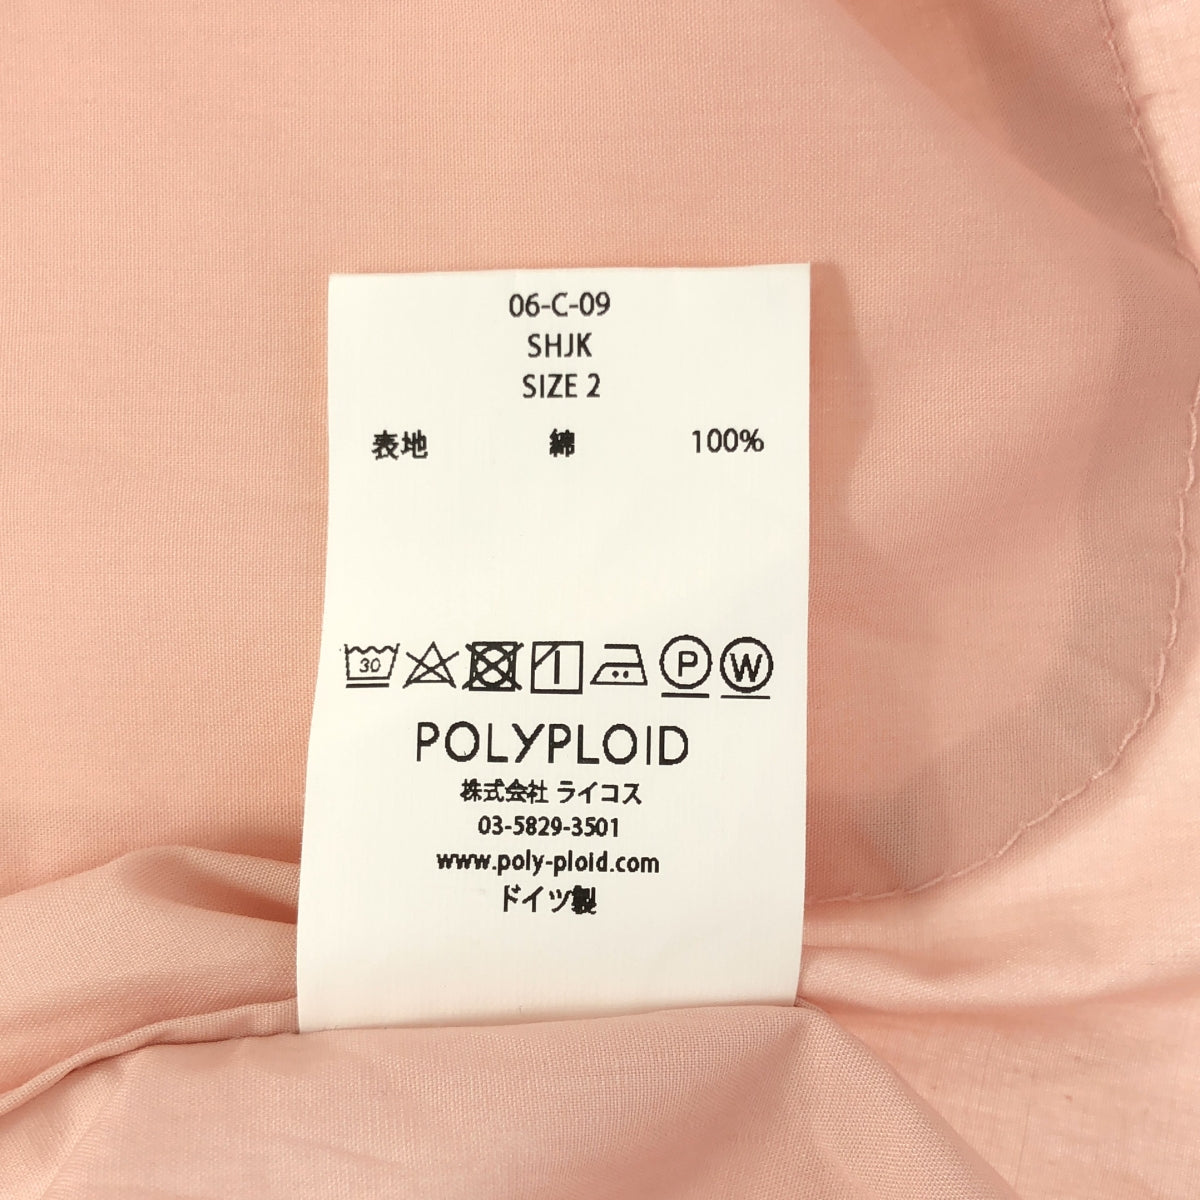 06-C-09
SHJK
SIZE 2
表地 綿 100%
30 P W
POLYPLOID
株式会社 ライコス
03-5829-3501
www.poly-ploid.com
ドイツ製